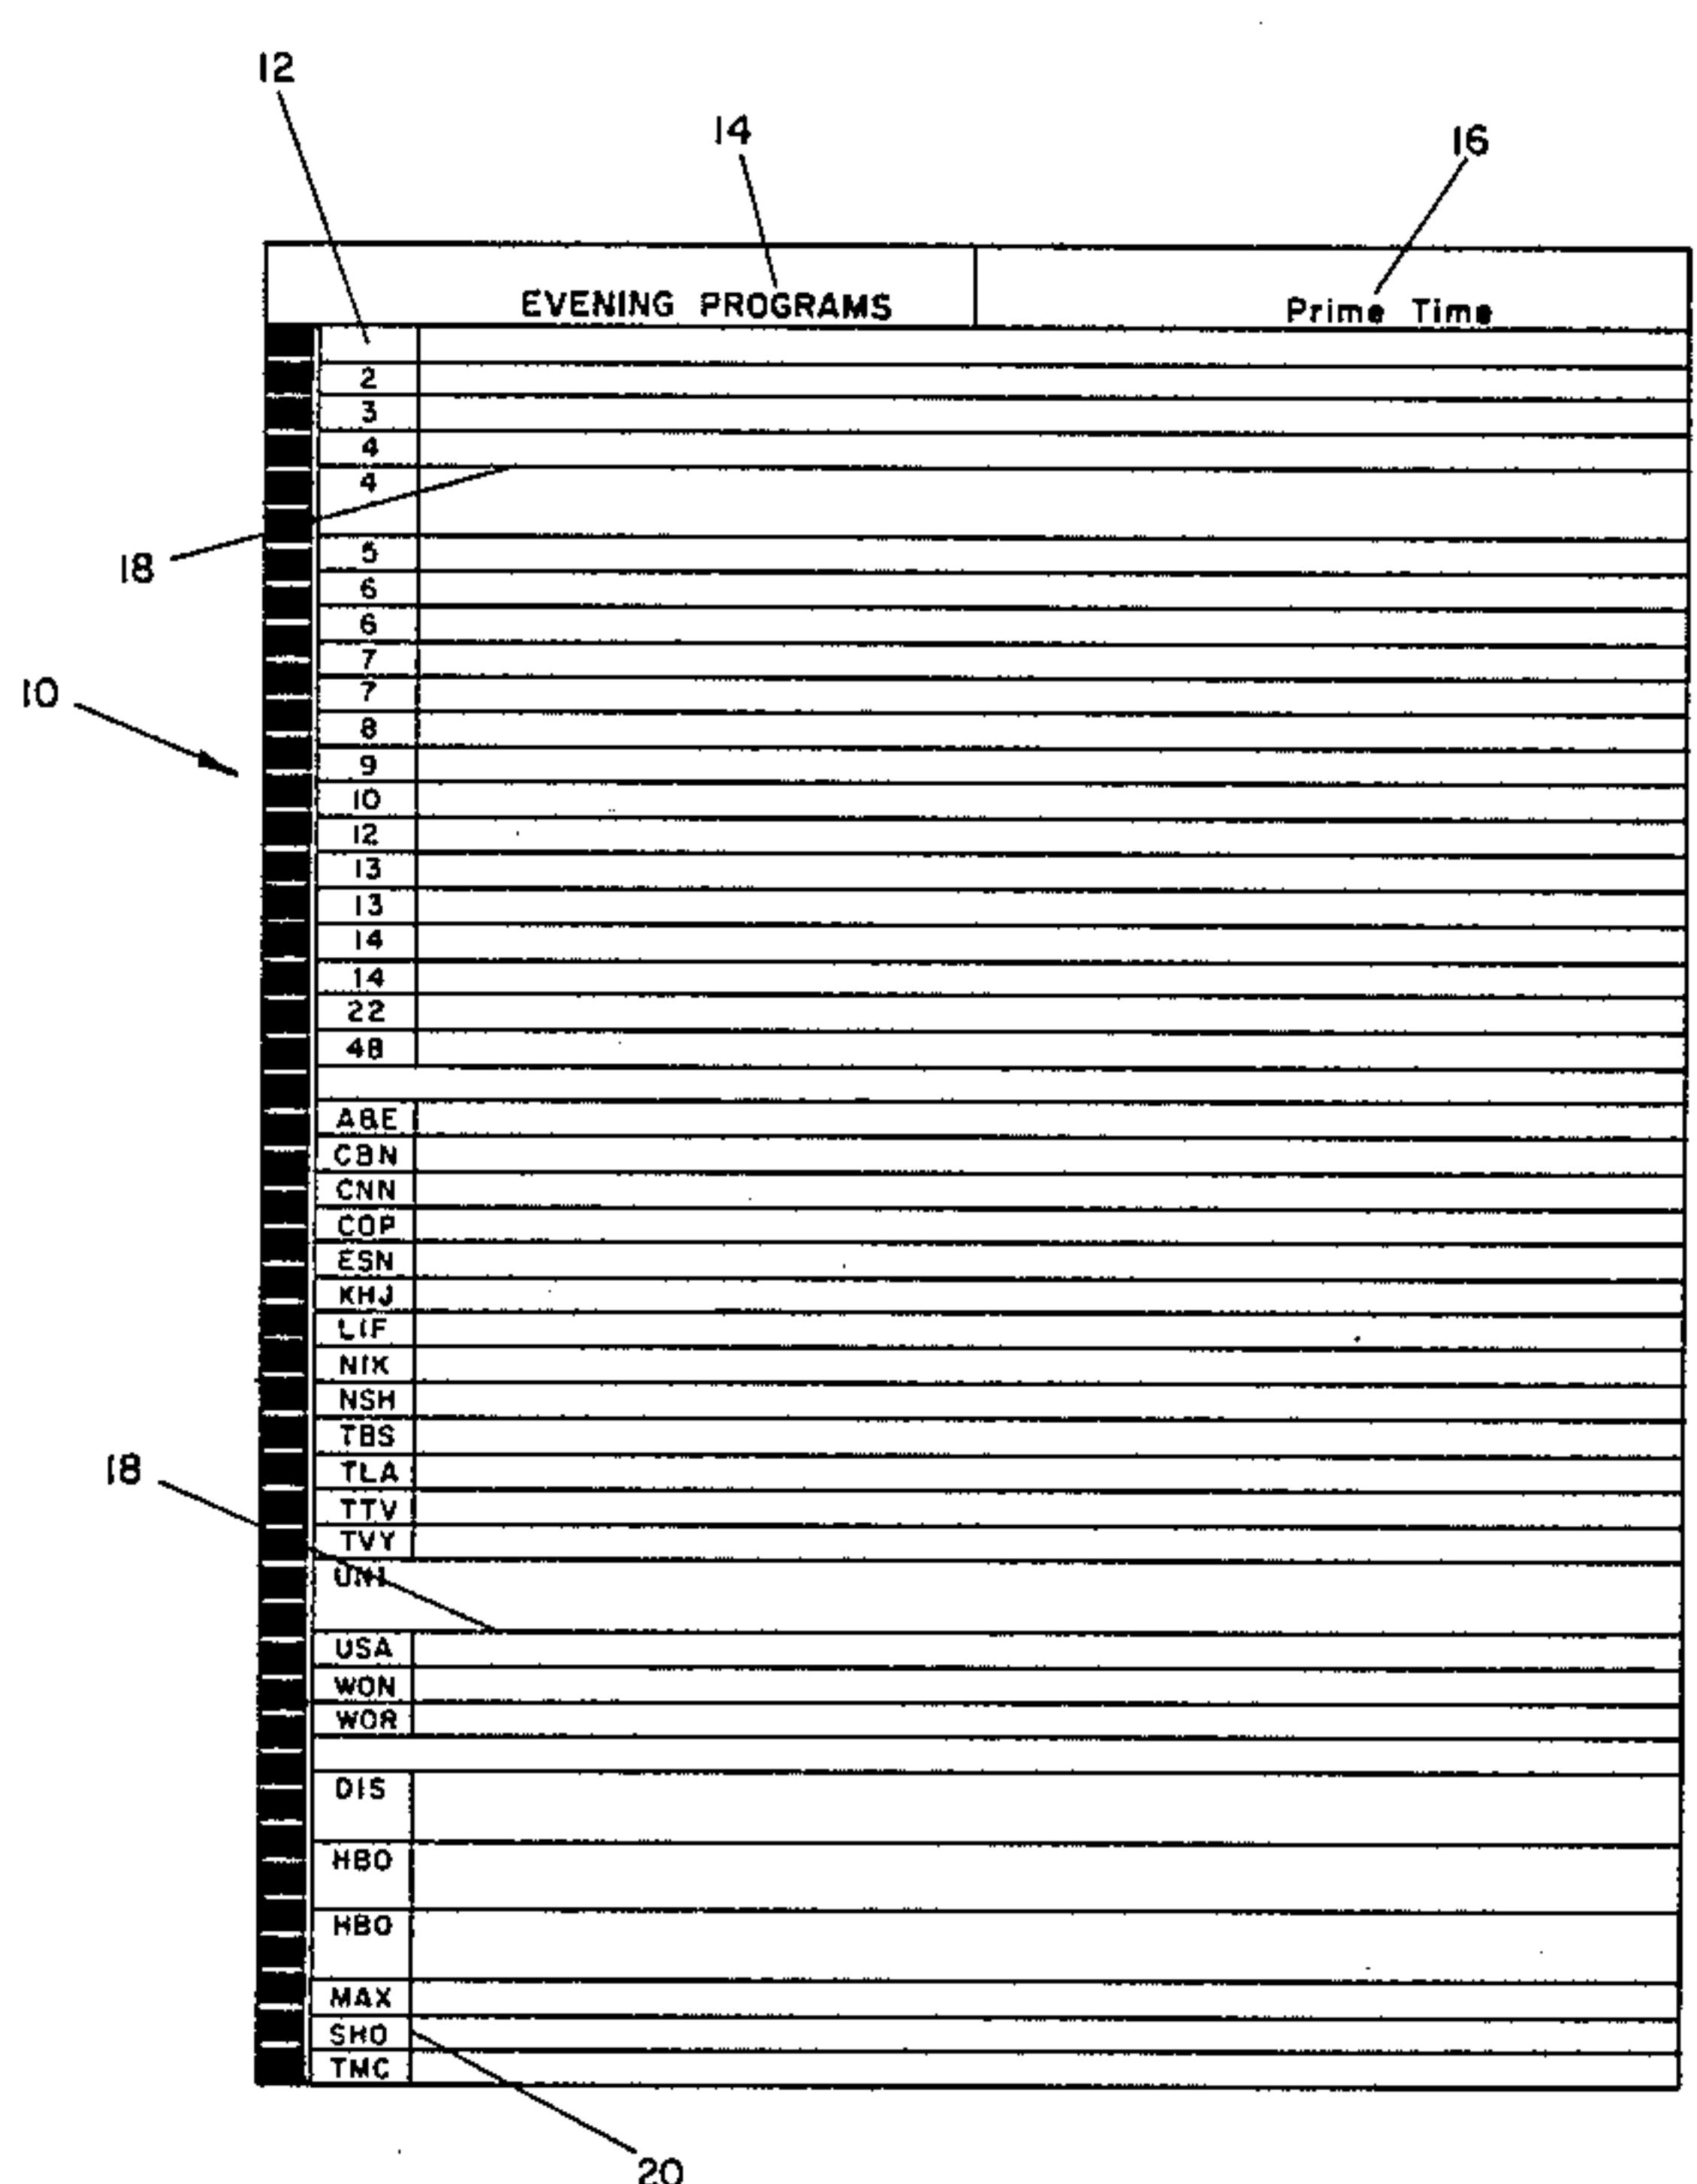 12
14
16
EVENING PROGRAMS Prime Time
2
3
4
4
18
5
6
6
7
7
10
8
9
10
12
13
13
14
14
22
48
A&E
CBN
CNN
COP
ESN
KHJ
LIF
NIK
NSH
TBS
18
TLA
TTV
TVY
UNI
USA
WON
WOR
DIS
HBO
HBO
MAX
SHO
TMC
20